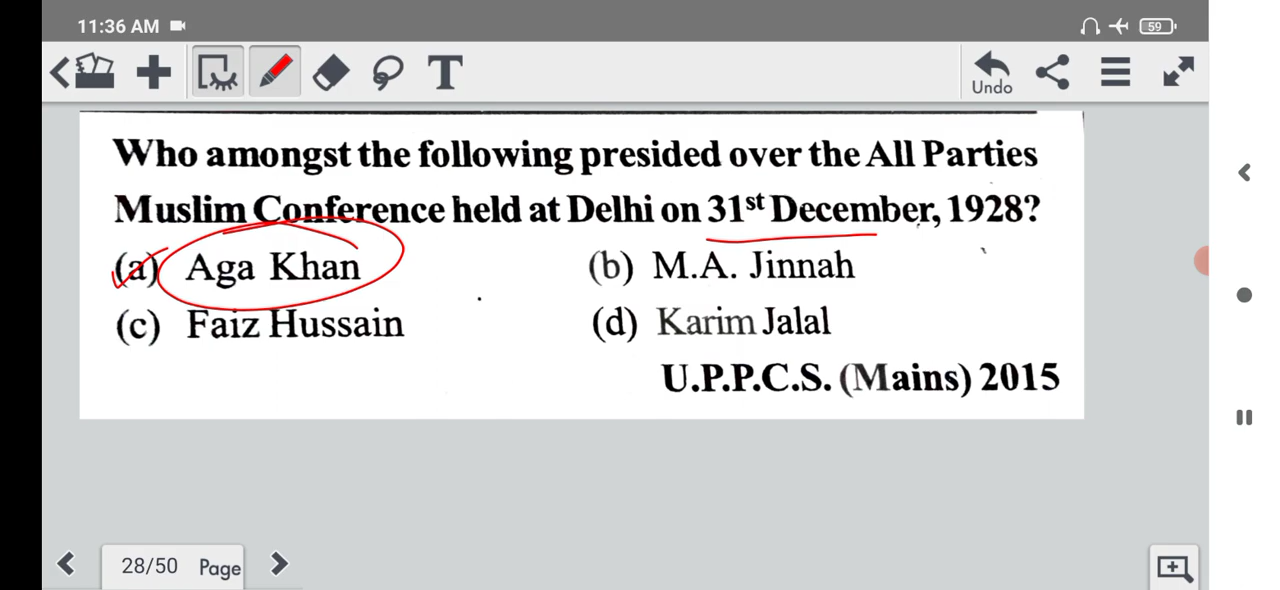 11:36 AM
59
T
Undo
Who amongst the following presided over the All Parties
Muslim Conference held at Delhi on 31st December, 1928?
(a) Aga Khan (b) M.A. Jinnah
(c) Faiz Hussain (d) Karim Jalal
U.P.P.C.S. (Mains) 2015
28/50 Page